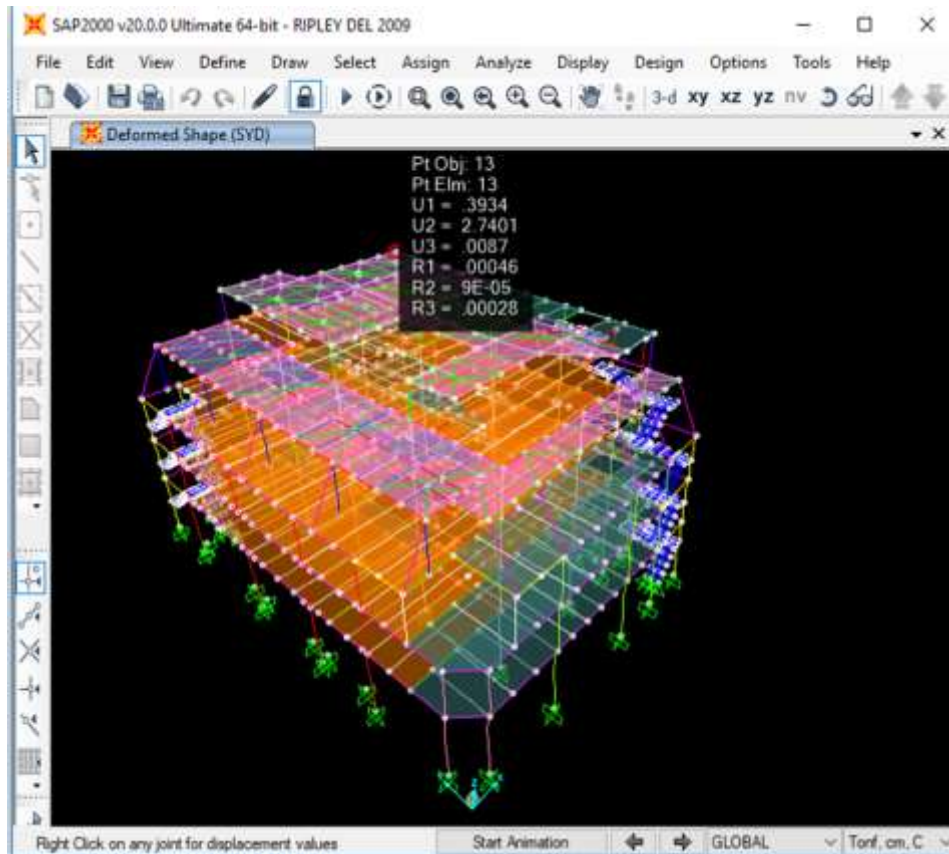 SAP2000 v20.0.0 Ultimate 64-bit - RIPLEY DEL 2009
File Edit View Define Draw Select Assign Analyze Display Design Options Tools Help
3-d xy xz yz nv
Deformed Shape (SYD)
Pt Obj: 13
Pt Elm: 13
U1 = .3934
U2 = 2.7401
U3 = .0087
R1 = .00046
R2 = 9E-05
R3 = .00028
Right Click on any joint for displacement values Start Animation GLOBAL Tonf, cm, C